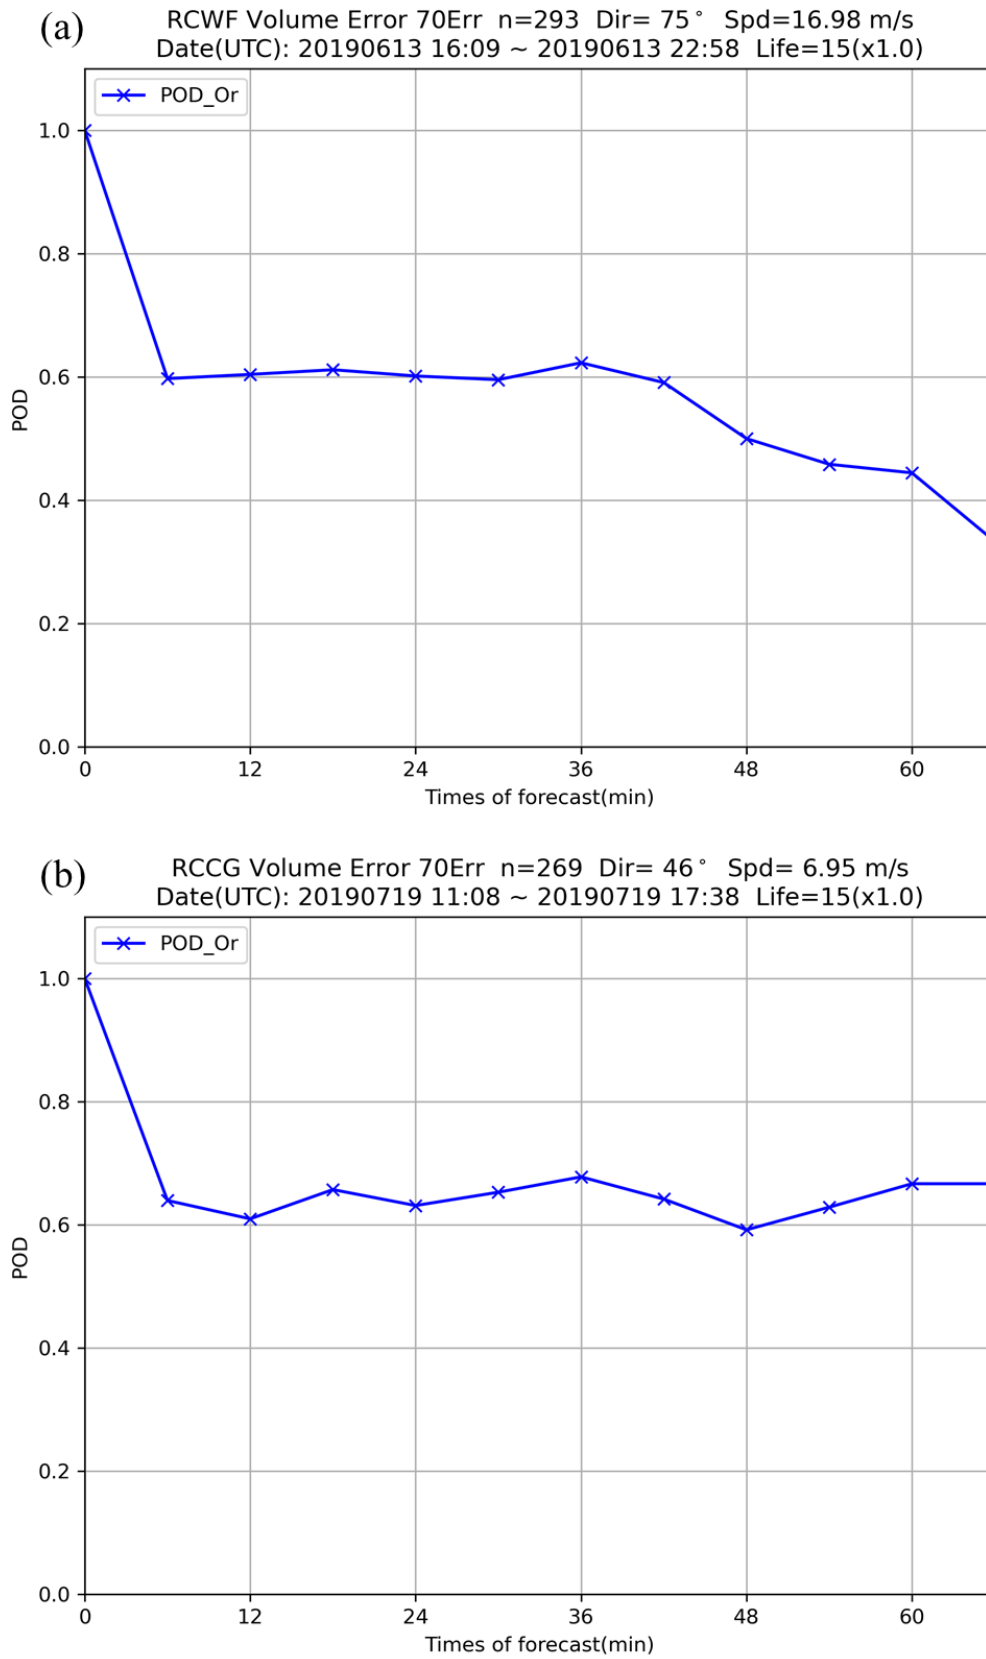 (a)
RCWF Volume Error 70Err n=293 Dir= 75° Spd=16.98 m/s
Date(UTC): 20190613 16:09 ~ 20190613 22:58 Life=15(x1.0)
POD_Or
1.0
0.8
0.6
0.4
0.2
0.0
POD
0 12 24 36 48 60
Times of forecast(min)
(b)
RCCG Volume Error 70Err n=269 Dir= 46° Spd= 6.95 m/s
Date(UTC): 20190719 11:08 ~ 20190719 17:38 Life=15(x1.0)
POD_Or
1.0
0.8
0.6
0.4
0.2
0.0
POD
0 12 24 36 48 60
Times of forecast(min)